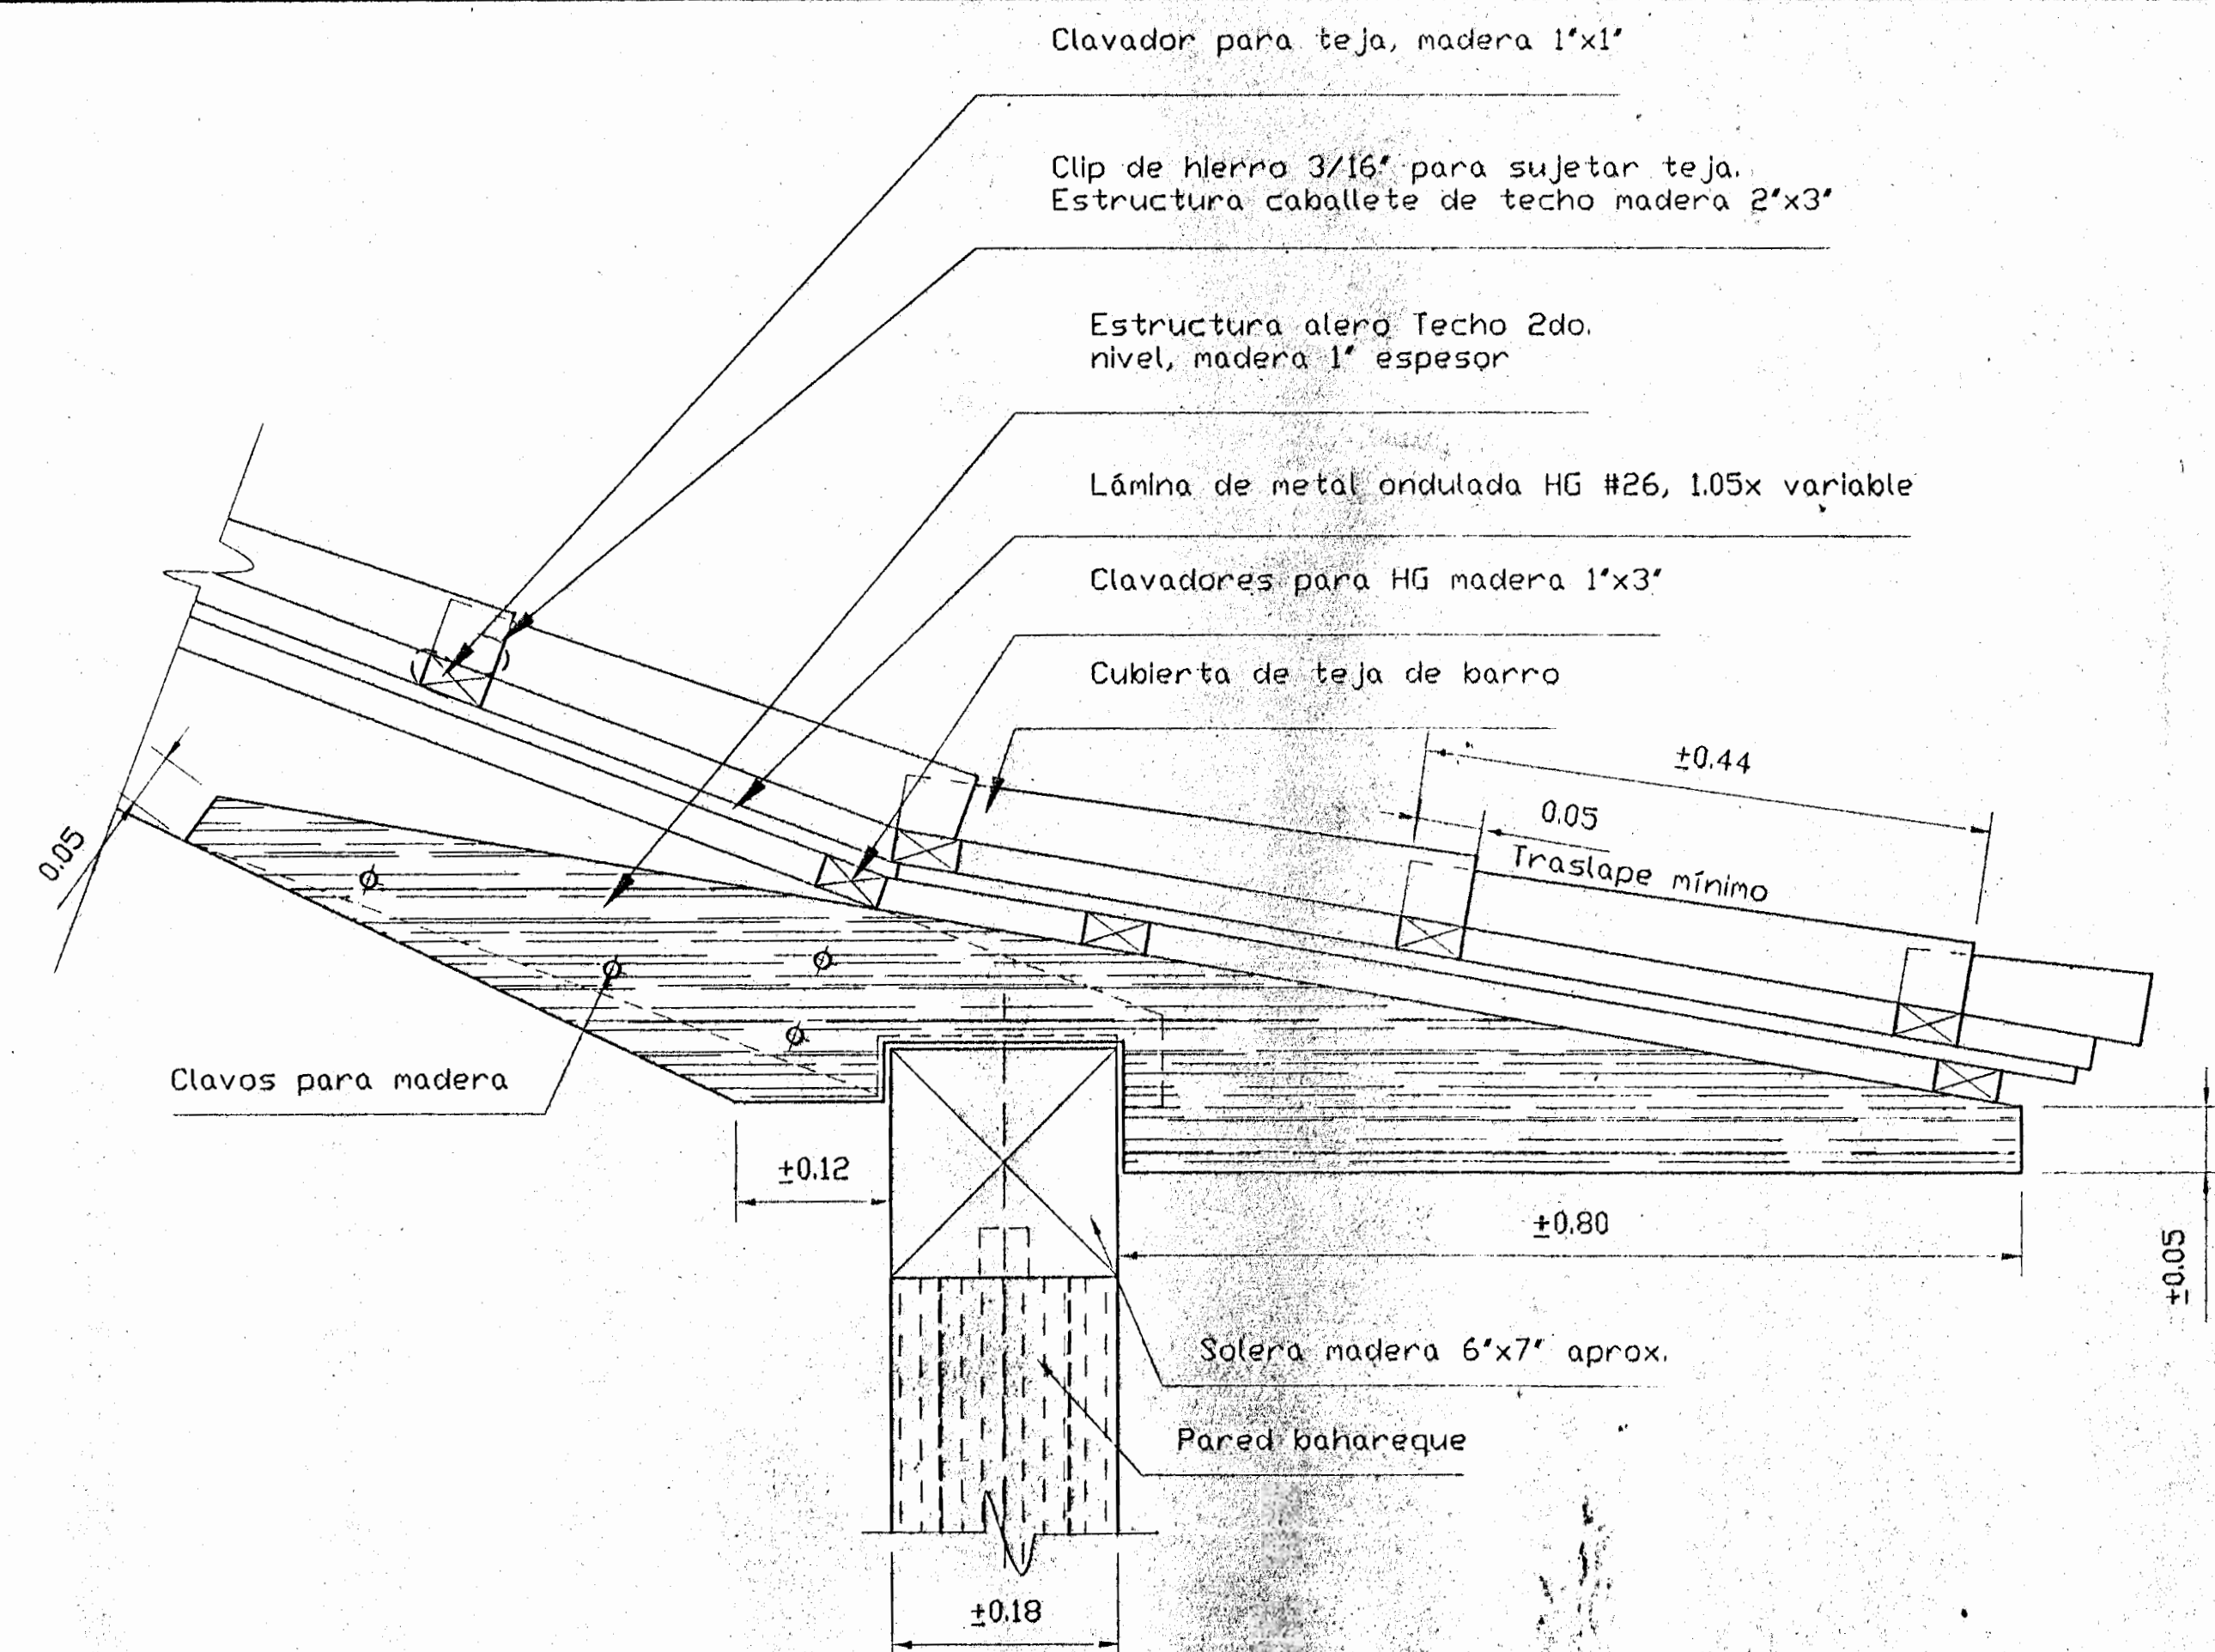 Clavador para teja, madera 1"x1"
Clip de hierro 3/16" para sujetar teja.
Estructura caballete de techo madera 2"x3"
Estructura alero Techo 2do.
nivel, madera 1" espesor
Lámina de metal ondulada HG #26, 1.05x variable
Clavadores para HG madera 1"x3"
Cubierta de teja de barro
±0.44
0.05
Traslape mínimo
0.05
Clavos para madera
±0.12
±0.80
±0.05
Solera madera 6"x7" aprox.
Pared bahareque
±0.18